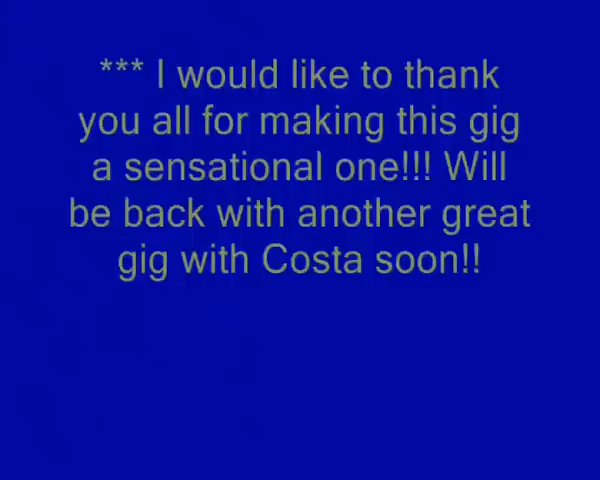 *** I would like to thank
you all for making this gig
a sensational one!!! Will
be back with another great
gig with Costa soon!!